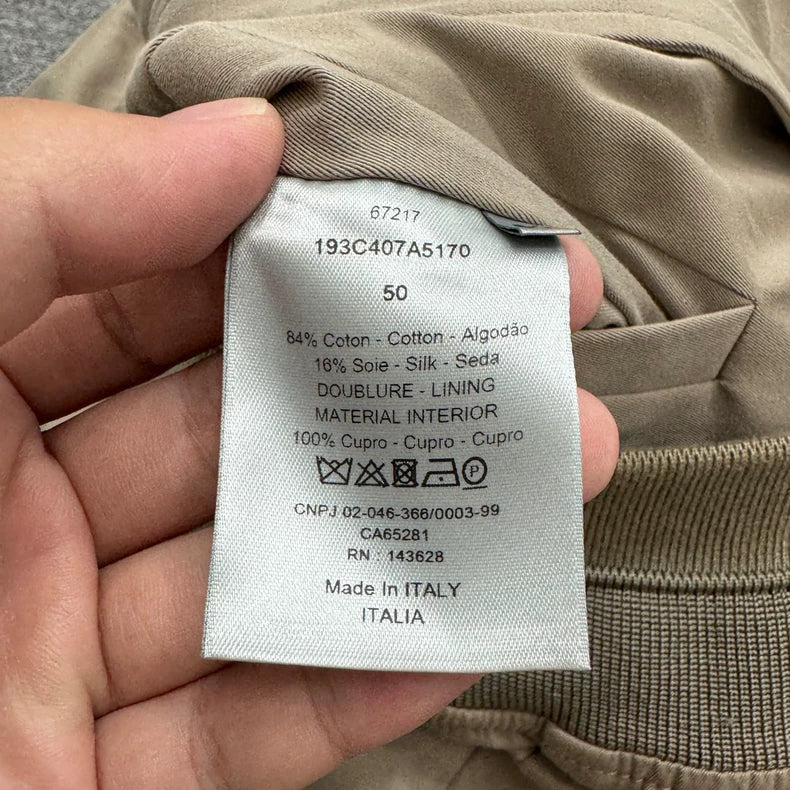 67217
193C407A5170
50
84% Coton - Cotton - Algodão
16% Soie - Silk - Seda
DOUBLURE - LINING
MATERIAL INTERIOR
100% Cupro - Cupro - Cupro
P
CNPJ 02-046-366/0003-99
CA65281
RN : 143628
Made In ITALY
ITALIA